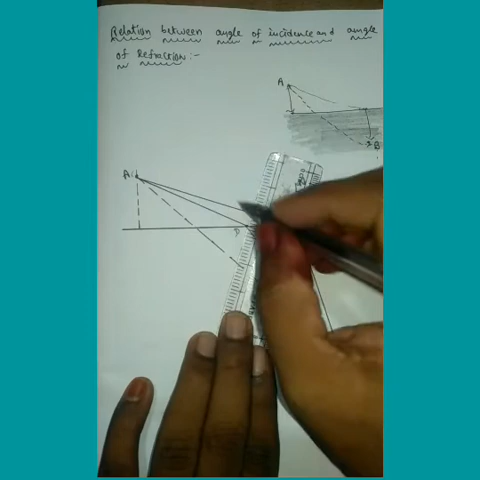 Relation between angle of incidence and angle
of Refraction :-
A
B
A
D